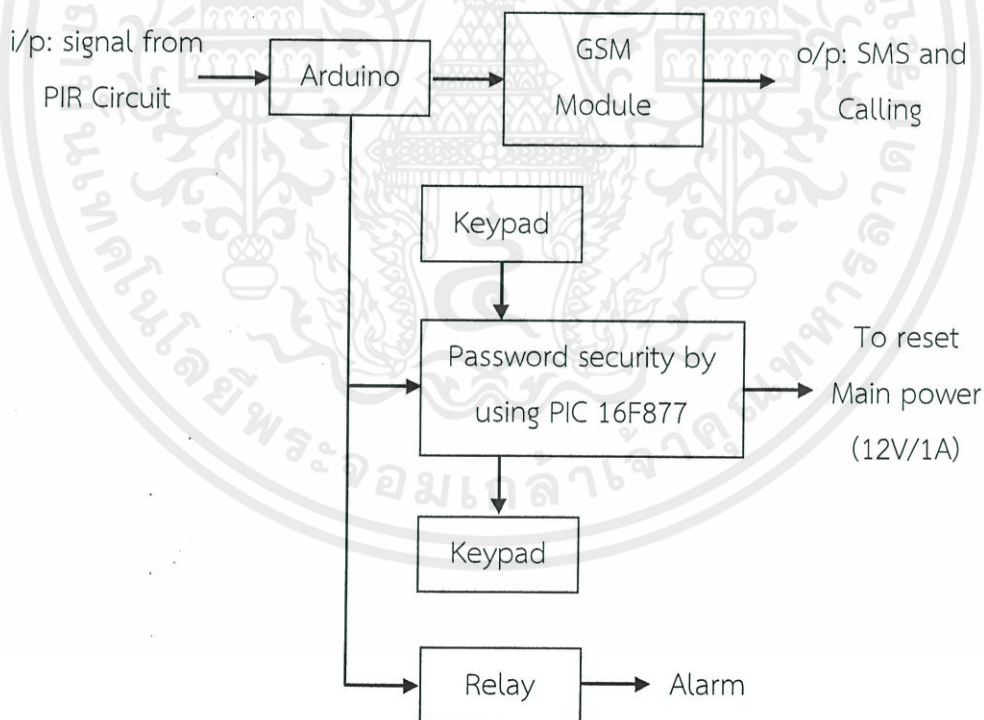 i/p: signal from
PIR Circuit
Arduino
GSM
Module
o/p: SMS and
Calling
Keypad
Password security by
using PIC 16F877
To reset
Main power
(12V/1A)
Keypad
Relay
Alarm